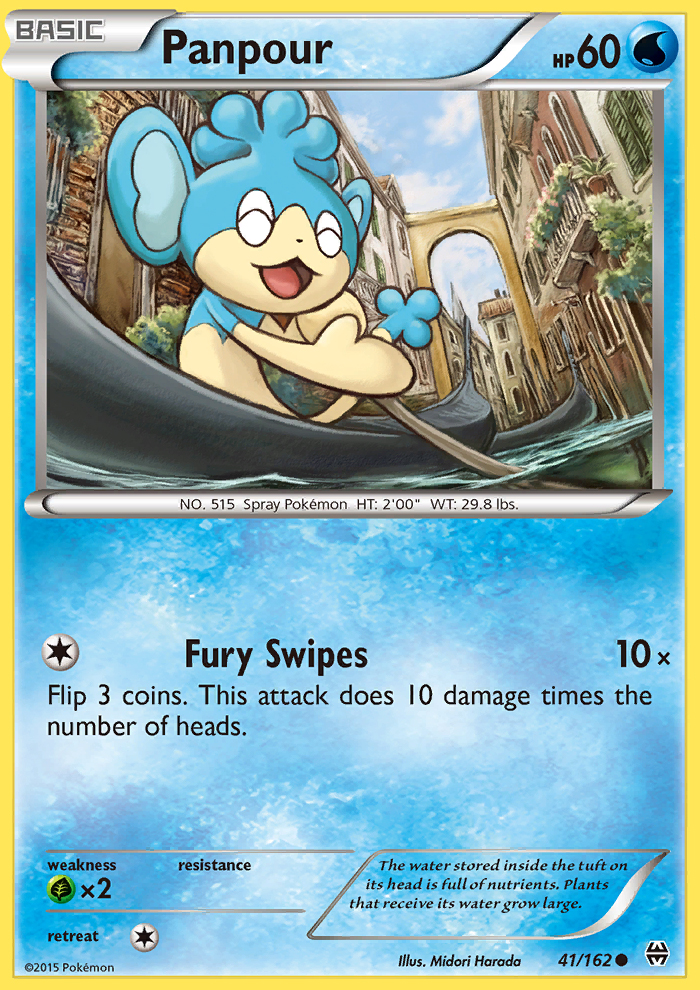 BASIC
Panpour
HP60
NO. 515 Spray Pokémon HT: 2'00" WT: 29.8 lbs.
Fury Swipes 10×
Flip 3 coins. This attack does 10 damage times the
number of heads.
weakness resistance
×2
retreat
The water stored inside the tuft on
its head is full of nutrients. Plants
that receive its water grow large.
©2015 Pokémon
Illus. Midori Harada
41/162